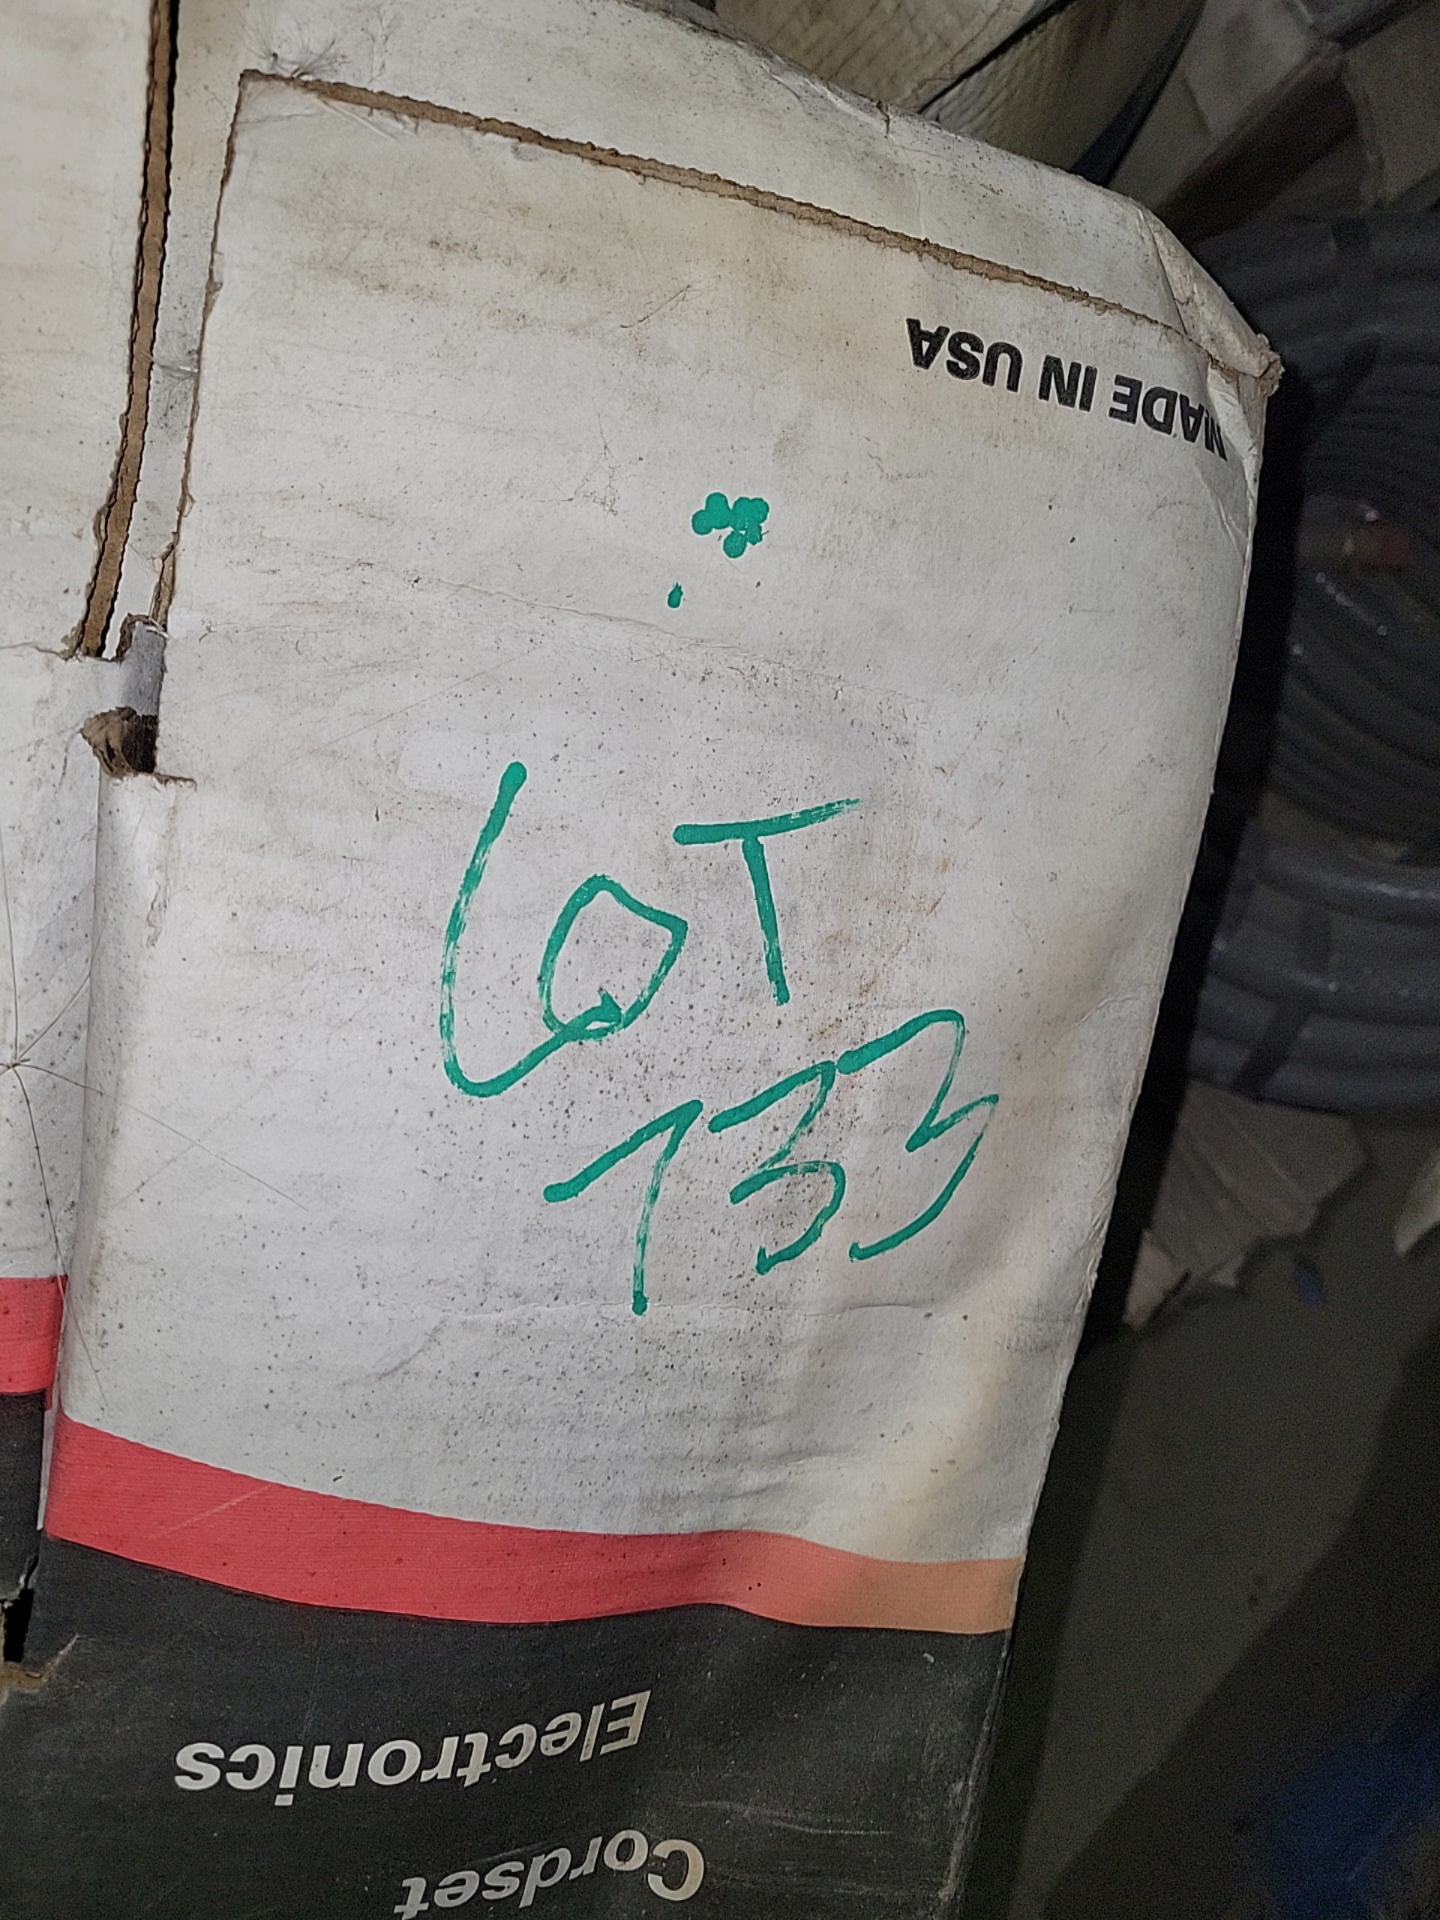 MADE IN USA
LOT
733
Electronics
Cordset